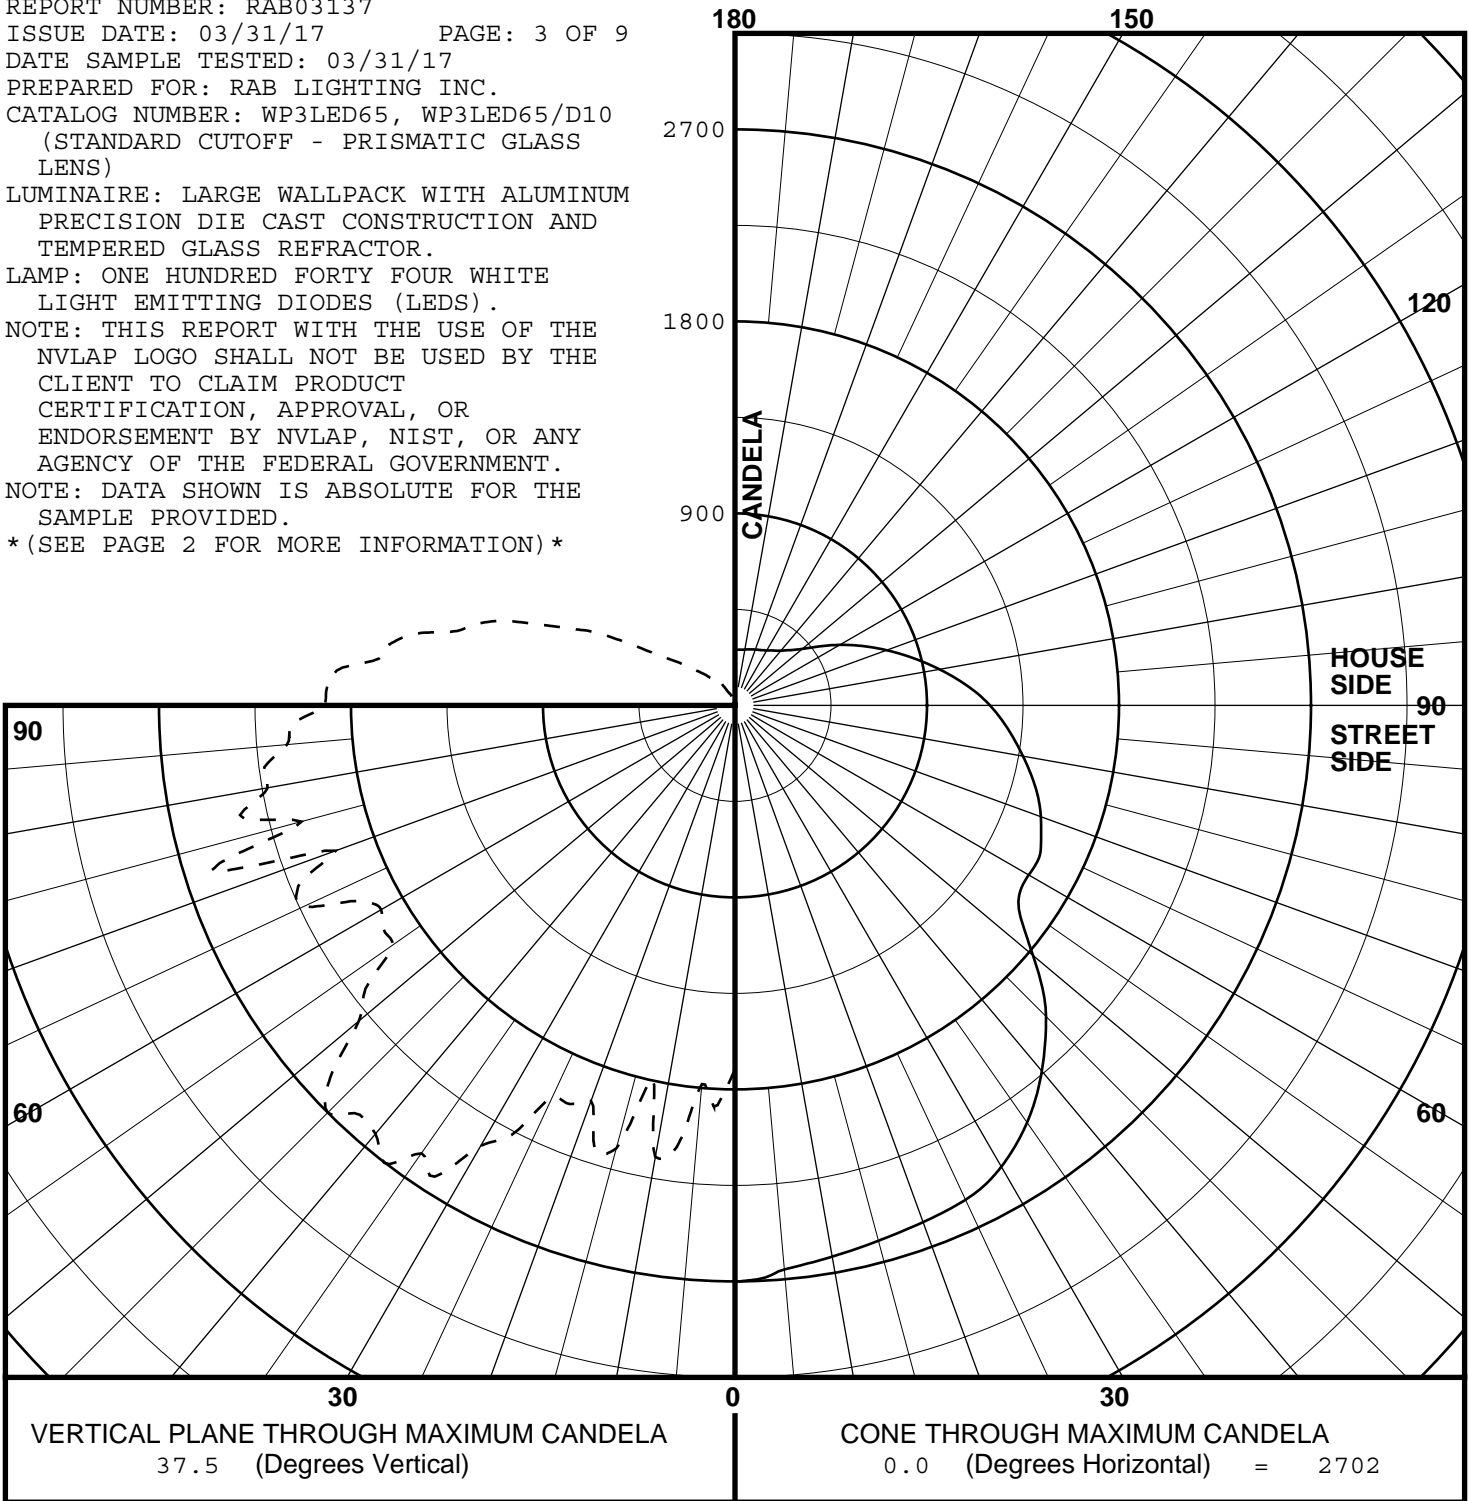 REPORT NUMBER: RAB03137
ISSUE DATE: 03/31/17 PAGE: 3 OF 9
DATE SAMPLE TESTED: 03/31/17
PREPARED FOR: RAB LIGHTING INC.
CATALOG NUMBER: WP3LED65, WP3LED65/D10
(STANDARD CUTOFF - PRISMATIC GLASS
LENS)
LUMINAIRE: LARGE WALLPACK WITH ALUMINUM
PRECISION DIE CAST CONSTRUCTION AND
TEMPERED GLASS REFRACTOR.
LAMP: ONE HUNDRED FORTY FOUR WHITE
LIGHT EMITTING DIODES (LEDS).
NOTE: THIS REPORT WITH THE USE OF THE
NVLAP LOGO SHALL NOT BE USED BY THE
CLIENT TO CLAIM PRODUCT
CERTIFICATION, APPROVAL, OR
ENDORSEMENT BY NVLAP, NIST, OR ANY
AGENCY OF THE FEDERAL GOVERNMENT.
NOTE: DATA SHOWN IS ABSOLUTE FOR THE
SAMPLE PROVIDED.
*(SEE PAGE 2 FOR MORE INFORMATION)*
180
150
2700
1800
900
CANDELA
120
HOUSE
SIDE
90
STREET
SIDE
90
60
60
30
0
30
VERTICAL PLANE THROUGH MAXIMUM CANDELA
37.5 (Degrees Vertical)
CONE THROUGH MAXIMUM CANDELA
0.0 (Degrees Horizontal) = 2702